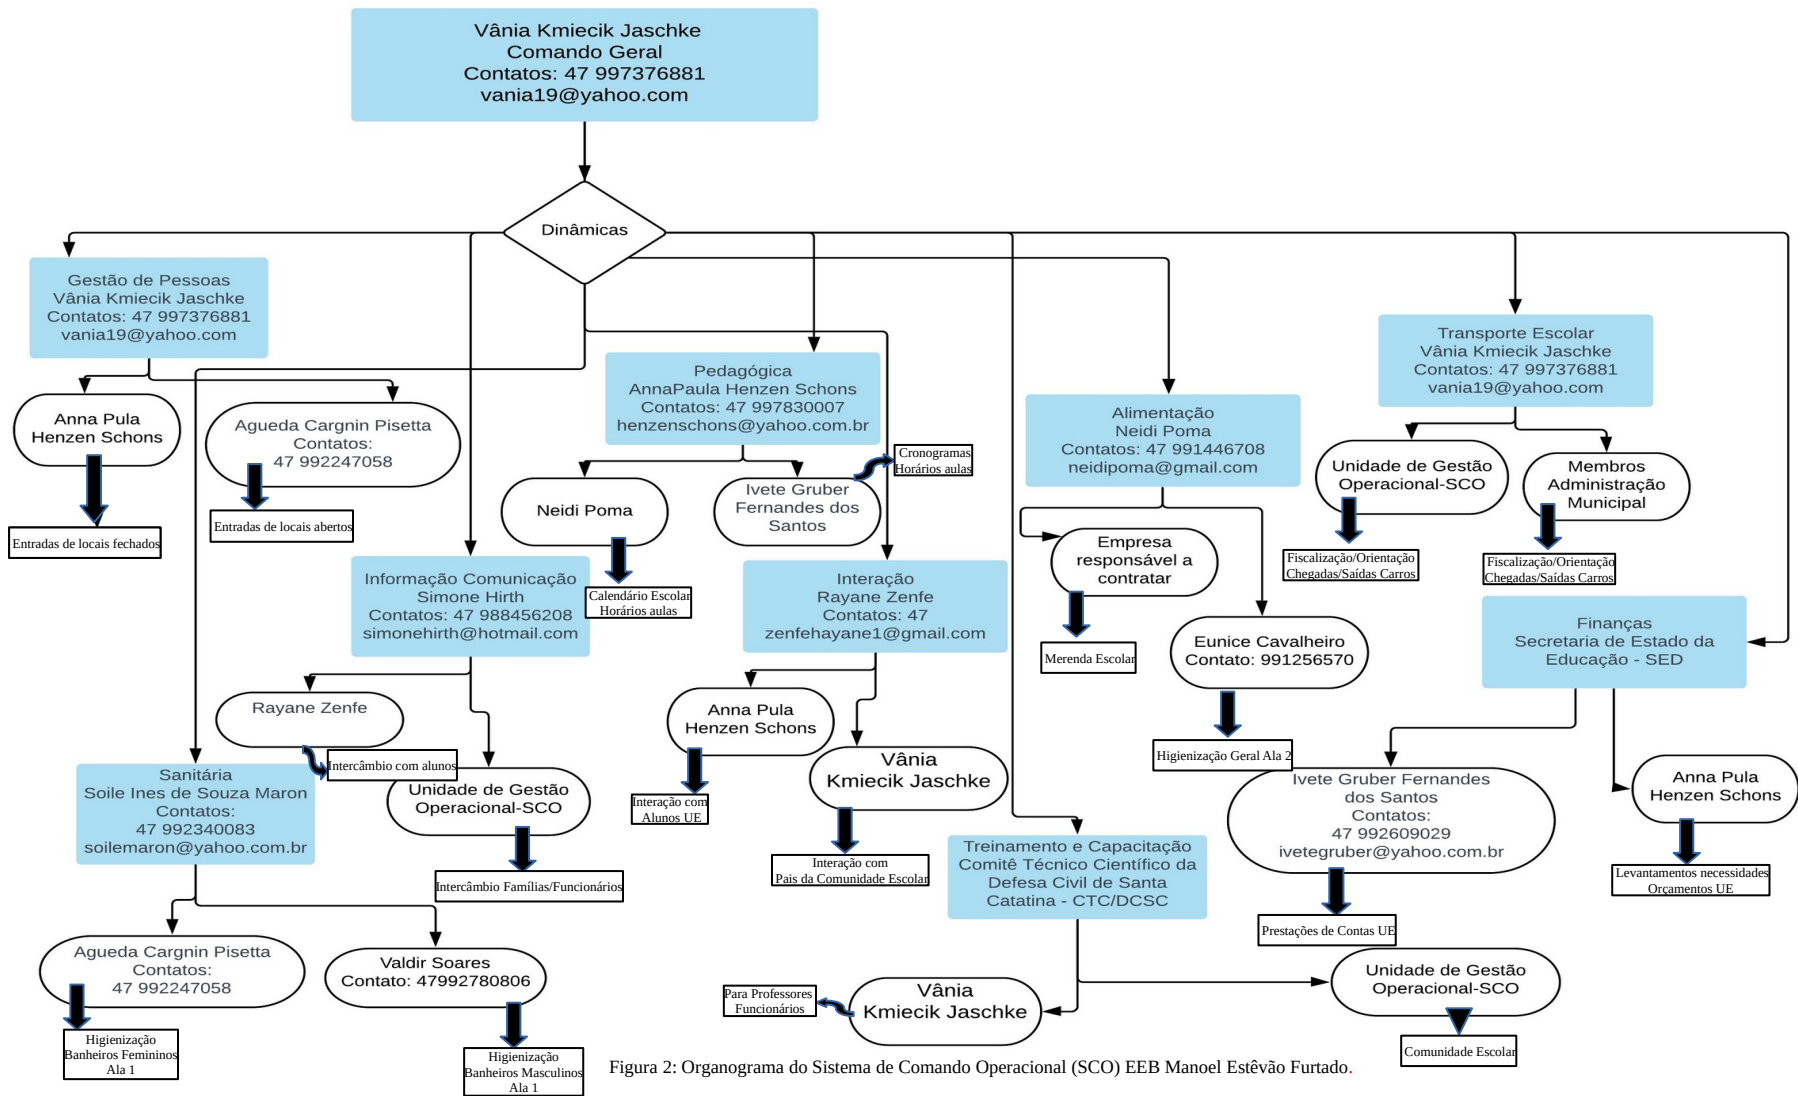 Vânia Kmiecik Jaschke
Comando Geral
Contatos: 47 997376881
vania19@yahoo.com
Dinâmicas
Gestão de Pessoas
Vânia Kmiecik Jaschke
Contatos: 47 997376881
vania19@yahoo.com
Anna Pula
Henzen Schons
Entradas de locais fechados
Agueda Cargnin Pisetta
Contatos:
47 992247058
Entradas de locais abertos
Pedagógica
AnnaPaula Henzen Schons
Contatos: 47 997830007
henzenschons@yahoo.com.br
Neidi Poma
Calendário Escolar
Horários aulas
Ivete Gruber
Fernandes dos
Santos
Cronogramas
Horários aulas
Alimentação
Neidi Poma
Contatos: 47 991446708
neidipoma@gmail.com
Empresa
responsável a
contratar
Merenda Escolar
Eunice Cavalheiro
Contato: 991256570
Higienização Geral Ala 2
Transporte Escolar
Vânia Kmiecik Jaschke
Contatos: 47 997376881
vania19@yahoo.com
Unidade de Gestão
Operacional-SCO
Fiscalização/Orientação
Chegadas/Saídas Carros
Membros
Administração
Municipal
Fiscalização/Orientação
Chegadas/Saídas Carros
Informação Comunicação
Simone Hirth
Contatos: 47 988456208
simonehirth@hotmail.com
Rayane Zenfe
Intercâmbio com alunos
Unidade de Gestão
Operacional-SCO
Intercâmbio Famílias/Funcionários
Interação
Rayane Zenfe
Contatos: 47
zenfehayane1@gmail.com
Anna Pula
Henzen Schons
Interação com
Alunos UE
Vânia
Kmiecik Jaschke
Interação com
Pais da Comunidade Escolar
Finanças
Secretaria de Estado da
Educação - SED
Ivete Gruber Fernandes
dos Santos
Contatos:
47 992609029
ivetegruber@yahoo.com.br
Prestações de Contas UE
Anna Pula
Henzen Schons
Levantamentos necessidades
Orçamentos UE
Sanitária
Soile Ines de Souza Maron
Contatos:
47 992340083
soilemaron@yahoo.com.br
Agueda Cargnin Pisetta
Contatos:
47 992247058
Higienização
Banheiros Femininos
Ala 1
Valdir Soares
Contato: 47992780806
Higienização
Banheiros Masculinos
Ala 1
Treinamento e Capacitação
Comitê Técnico Científico da
Defesa Civil de Santa
Catatina - CTC/DCSC
Vânia
Kmiecik Jaschke
Para Professores
Funcionários
Unidade de Gestão
Operacional-SCO
Comunidade Escolar
Figura 2: Organograma do Sistema de Comando Operacional (SCO) EEB Manoel Estêvão Furtado.